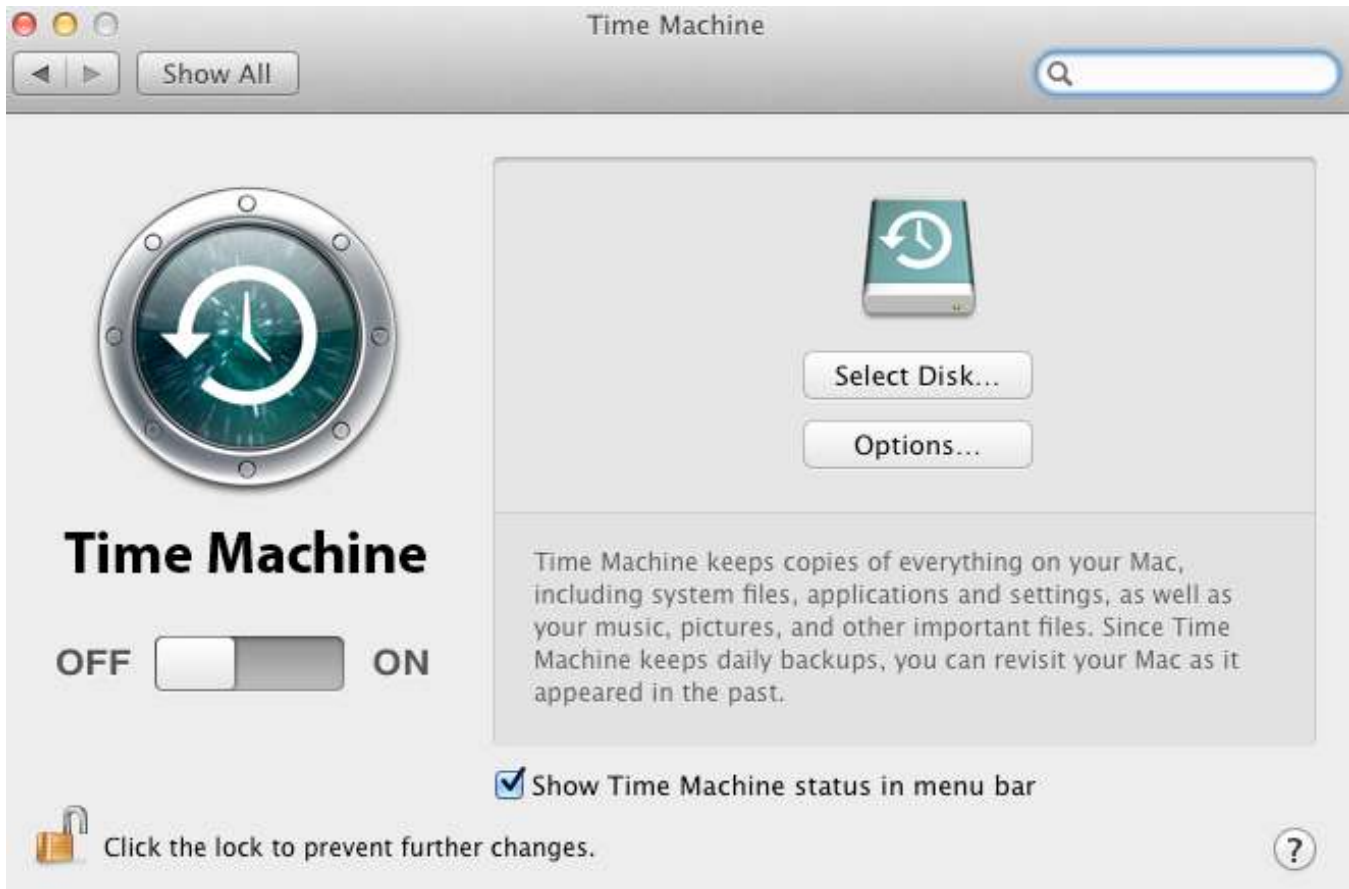 Time Machine
Show All
Select Disk...
Options...
Time Machine
Time Machine keeps copies of everything on your Mac,
including system files, applications and settings, as well as
your music, pictures, and other important files. Since Time
Machine keeps daily backups, you can revisit your Mac as it
appeared in the past.
OFF ON
Show Time Machine status in menu bar
Click the lock to prevent further changes.
?